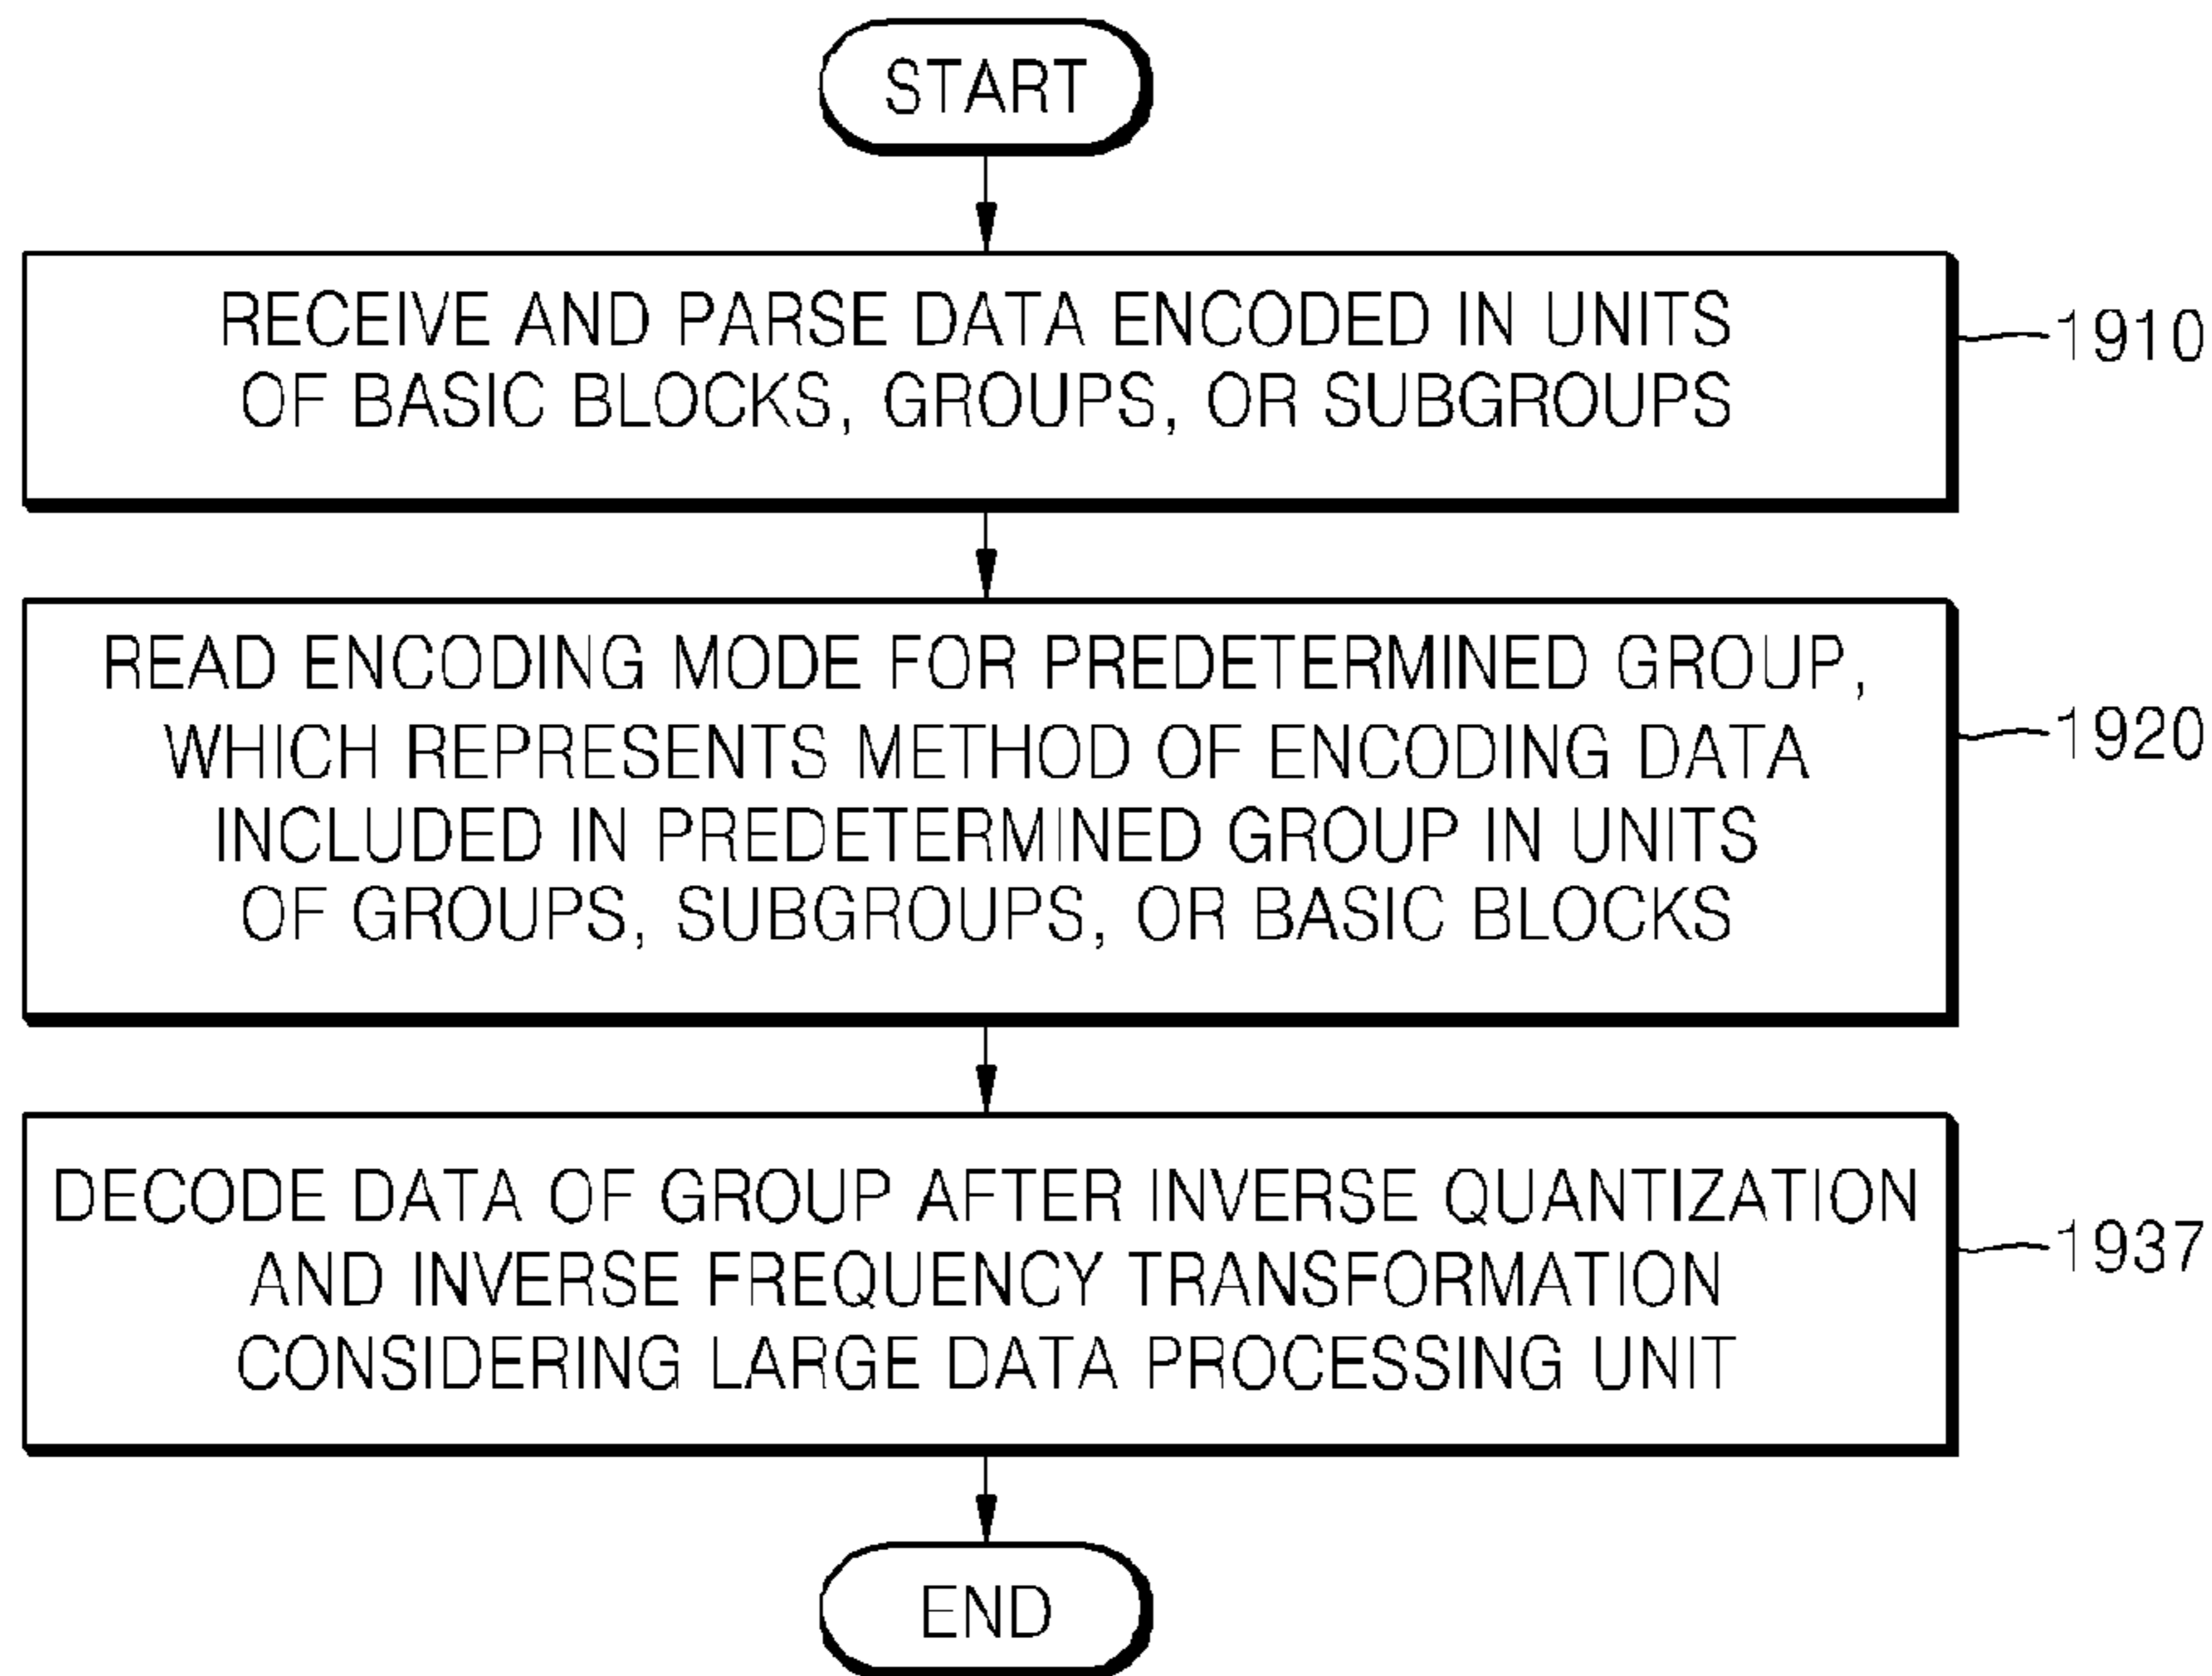 START
RECEIVE AND PARSE DATA ENCODED IN UNITS
OF BASIC BLOCKS, GROUPS, OR SUBGROUPS
1910
READ ENCODING MODE FOR PREDETERMINED GROUP,
WHICH REPRESENTS METHOD OF ENCODING DATA
INCLUDED IN PREDETERMINED GROUP IN UNITS
OF GROUPS, SUBGROUPS, OR BASIC BLOCKS
1920
DECODE DATA OF GROUP AFTER INVERSE QUANTIZATION
AND INVERSE FREQUENCY TRANSFORMATION
CONSIDERING LARGE DATA PROCESSING UNIT
1937
END